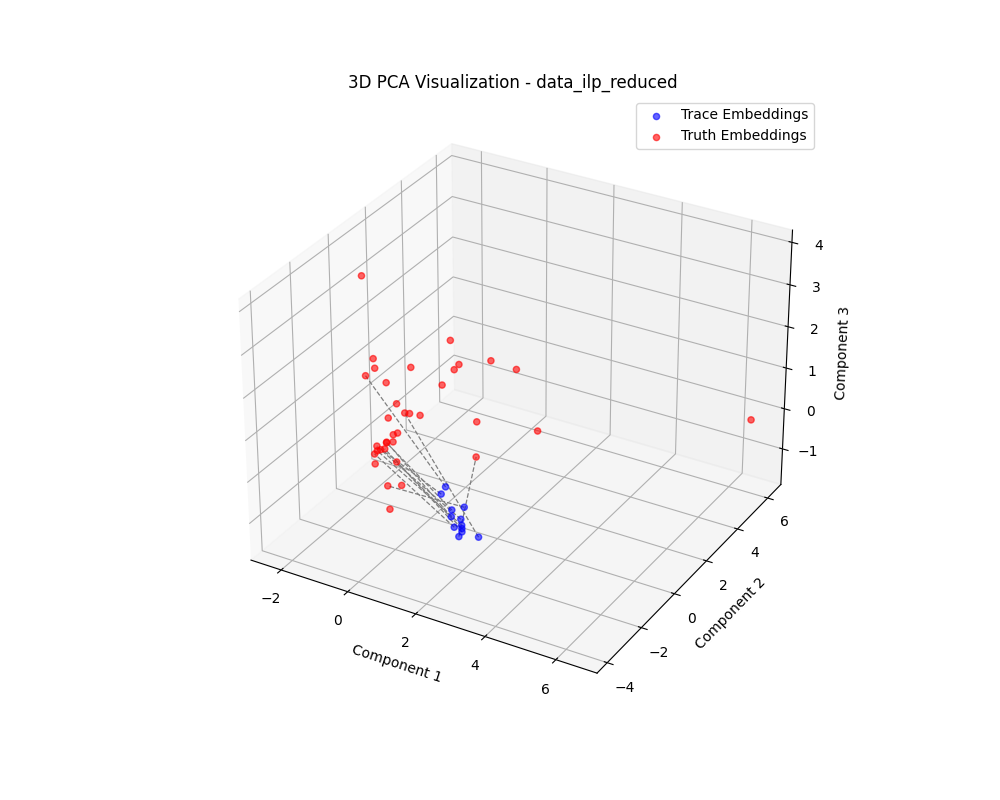 3D PCA Visualization - data_ilp_reduced
Trace Embeddings
Truth Embeddings
4
3
2
1
0
−1
Component 3
6
4
2
0
−2
−4
Component 2
−2
0
2
4
6
Component 1